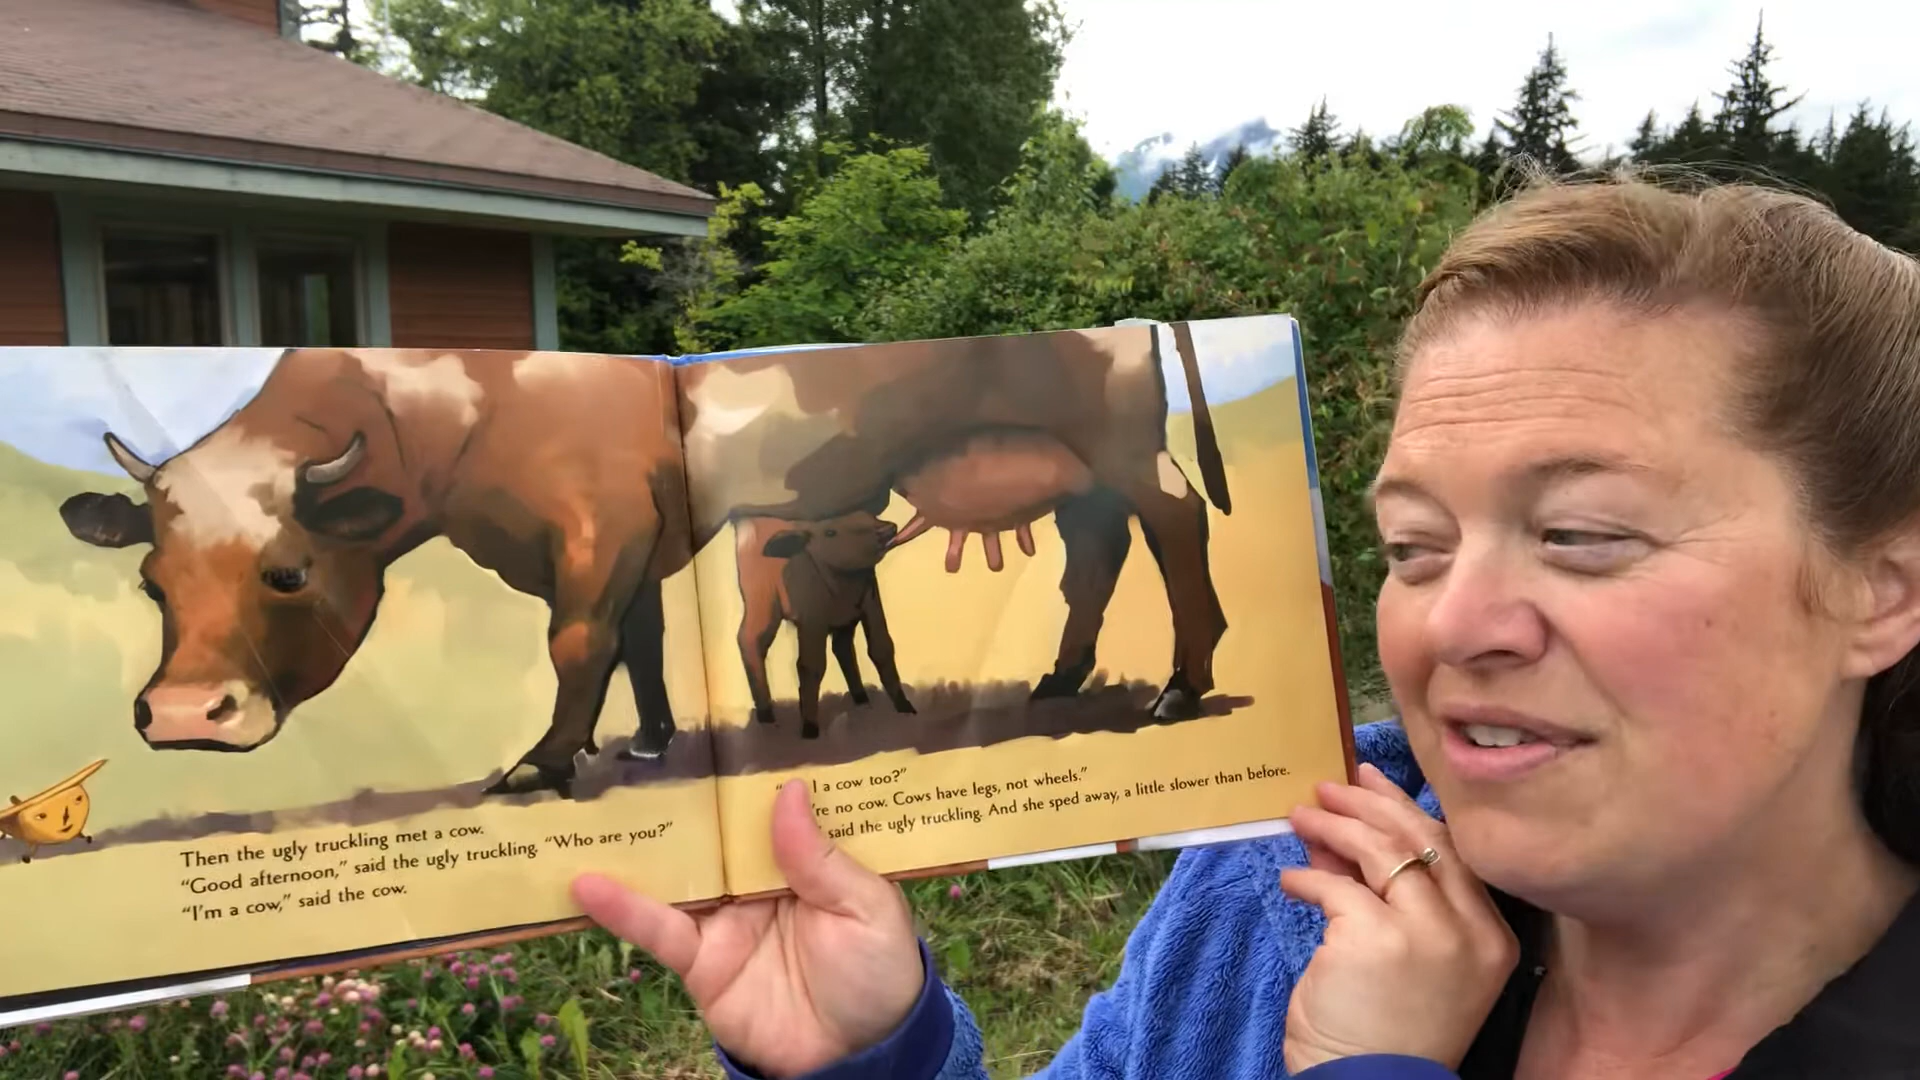 Then the ugly truckling met a cow.
“Good afternoon,” said the ugly truckling. “Who are you?”
“I’m a cow,” said the cow.
“ I a cow too?”
’re no cow. Cows have legs, not wheels.”
” said the ugly truckling. And she sped away, a little slower than before.